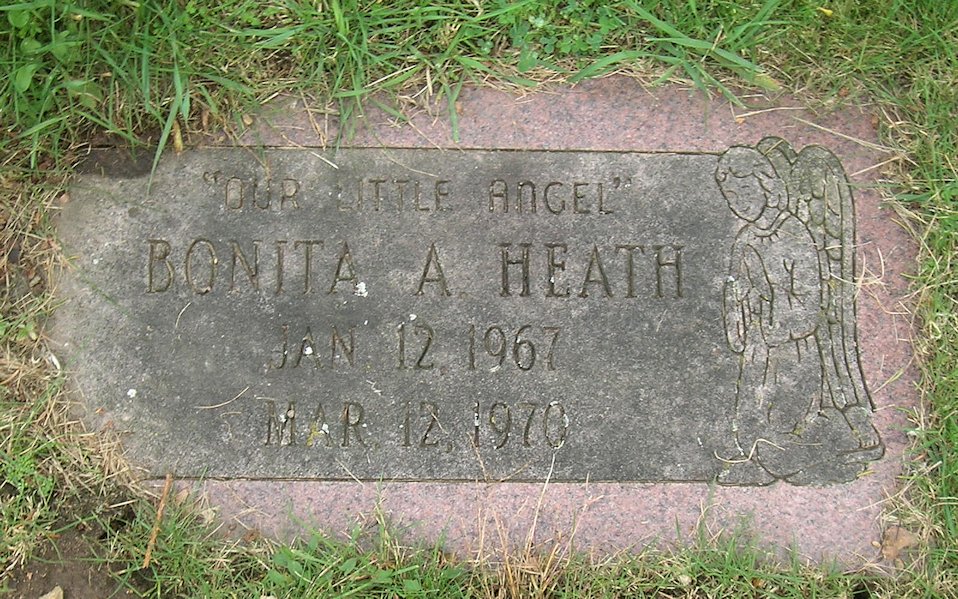 "OUR LITTLE ANGEL"
BONITA A. HEATH
JAN. 12, 1967
MAR. 12, 1970